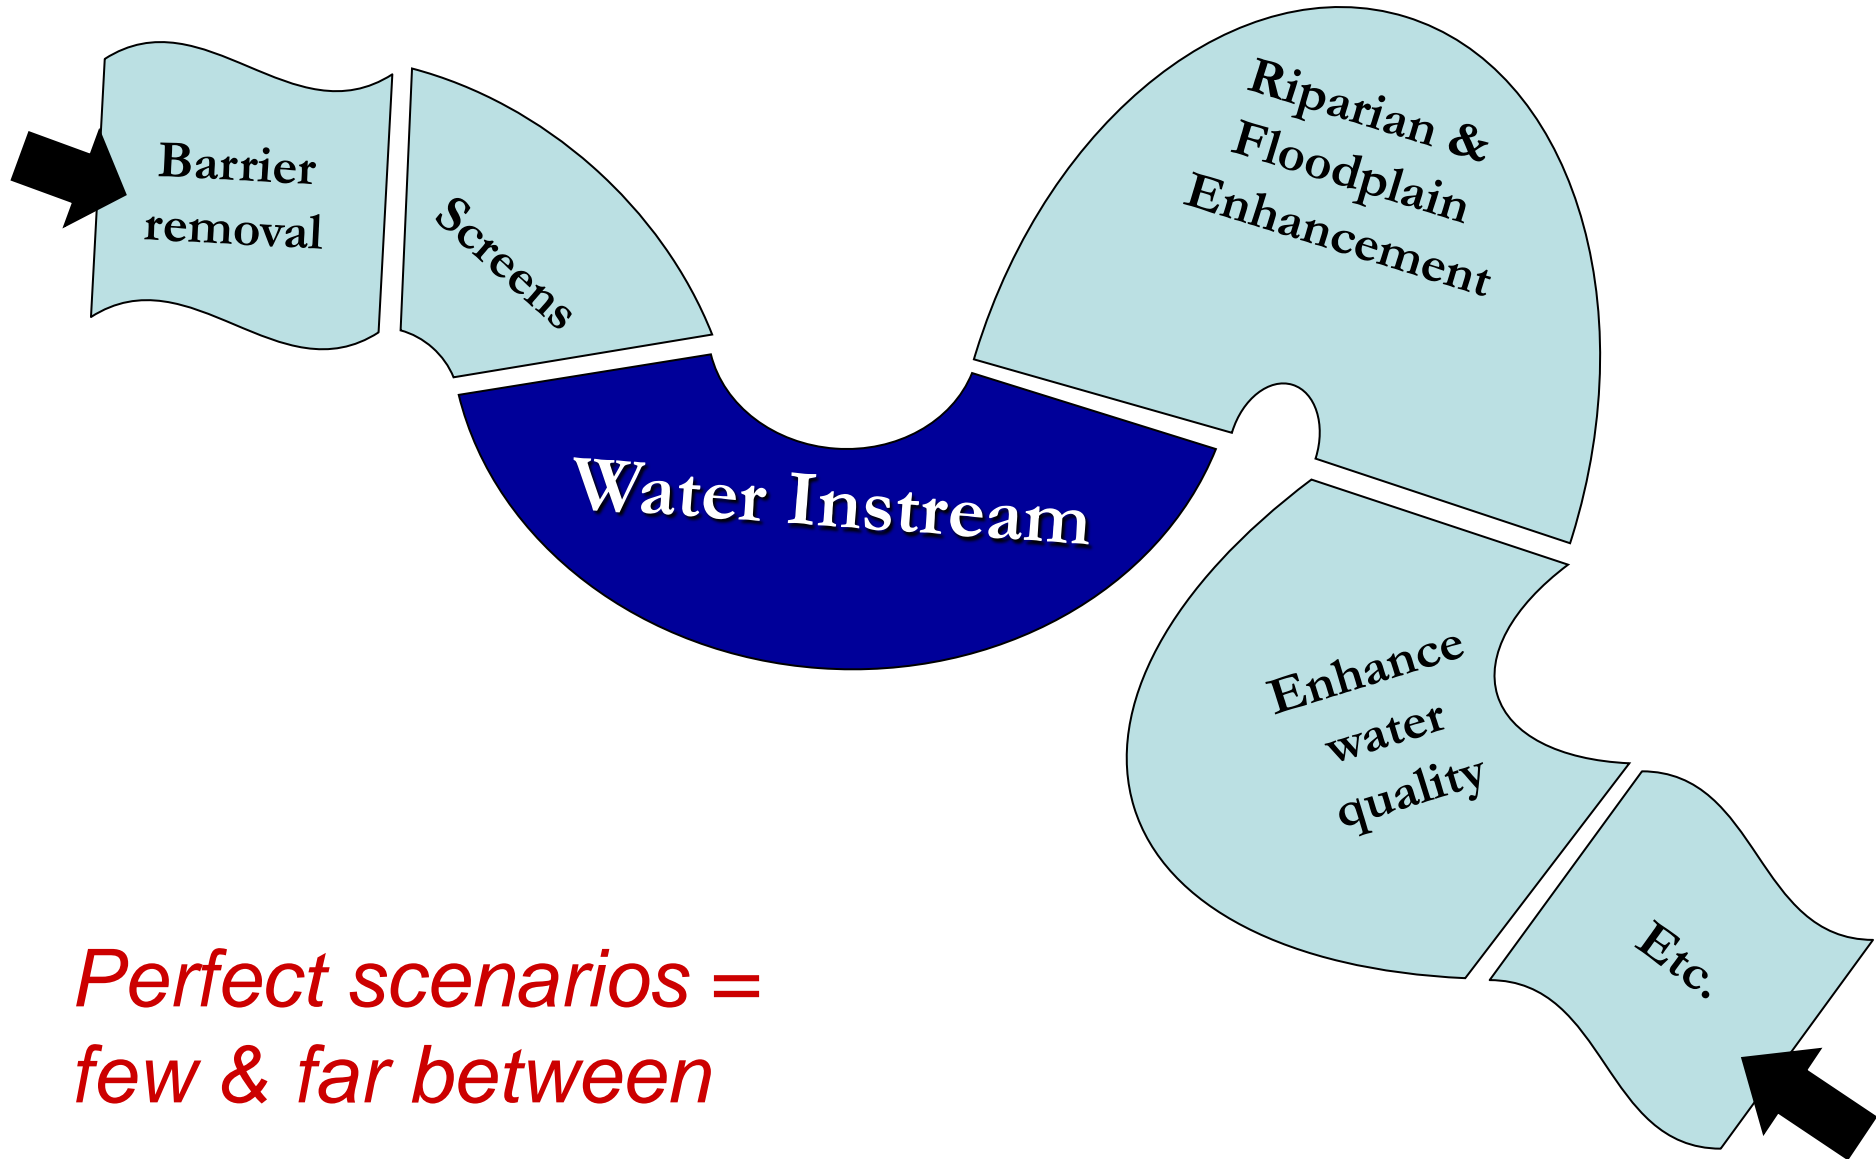 Barrier
removal
Screens
Water Instream
Riparian &
Floodplain
Enhancement
Enhance
water
quality
Etc.
Perfect scenarios =
few & far between